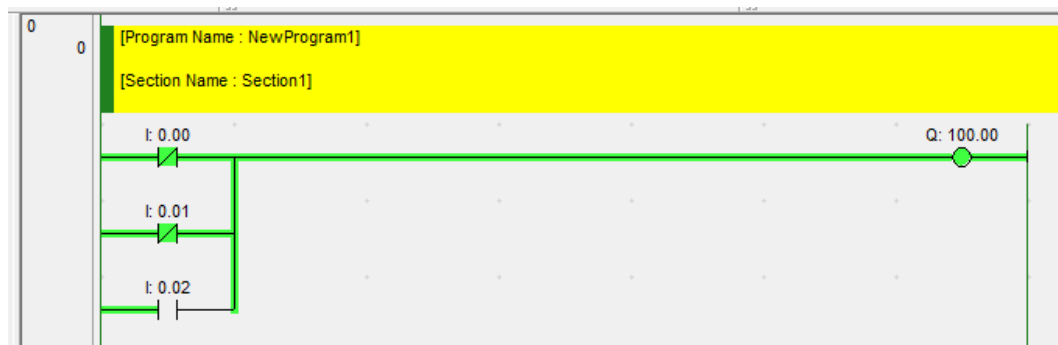 0
0
[Program Name : NewProgram1]
[Section Name : Section1]
I: 0.00
Q: 100.00
I: 0.01
I: 0.02